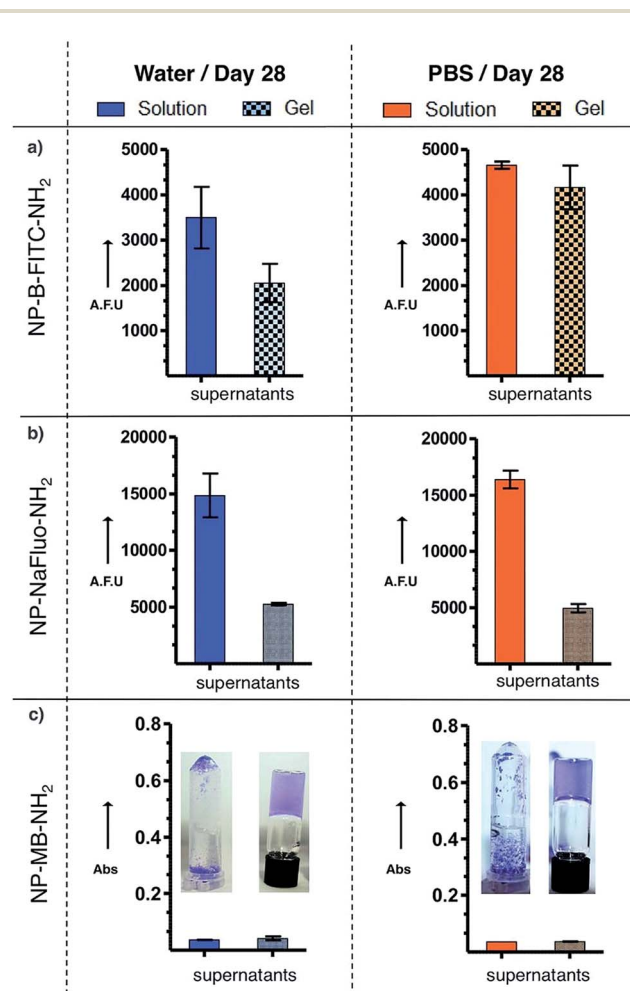 Water / Day 28
PBS / Day 28
Solution Gel
Solution Gel
a)
NP-B-FITC-NH2
5000
4000
3000
2000
1000
A.F.U
supernatants
5000
4000
3000
2000
1000
A.F.U
supernatants
b)
NP-NaFluo-NH2
20000
15000
10000
5000
A.F.U
supernatants
20000
15000
10000
5000
A.F.U
supernatants
c)
NP-MB-NH2
0.8
0.6
0.4
0.2
Abs
supernatants
0.8
0.6
0.4
0.2
Abs
supernatants